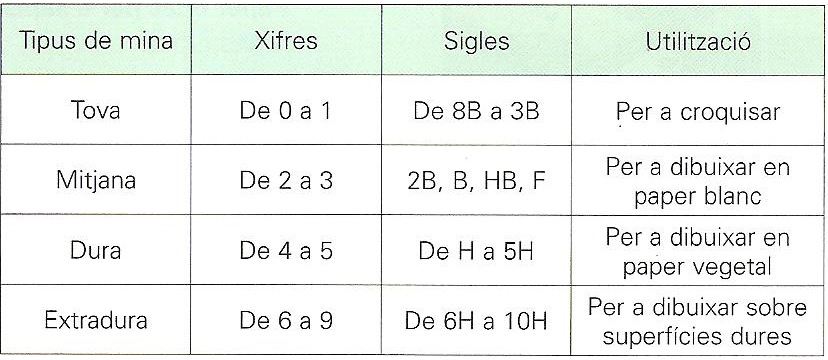 Tipus de mina Xifres Sigles Utilització
Tova De 0 a 1 De 8B a 3B Per a croquisar
Mitjana De 2 a 3 2B, B, HB, F Per a dibuixar en
paper blanc
Dura De 4 a 5 De H a 5H Per a dibuixar en
paper vegetal
Extradura De 6 a 9 De 6H a 10H Per a dibuixar sobre
superfícies dures